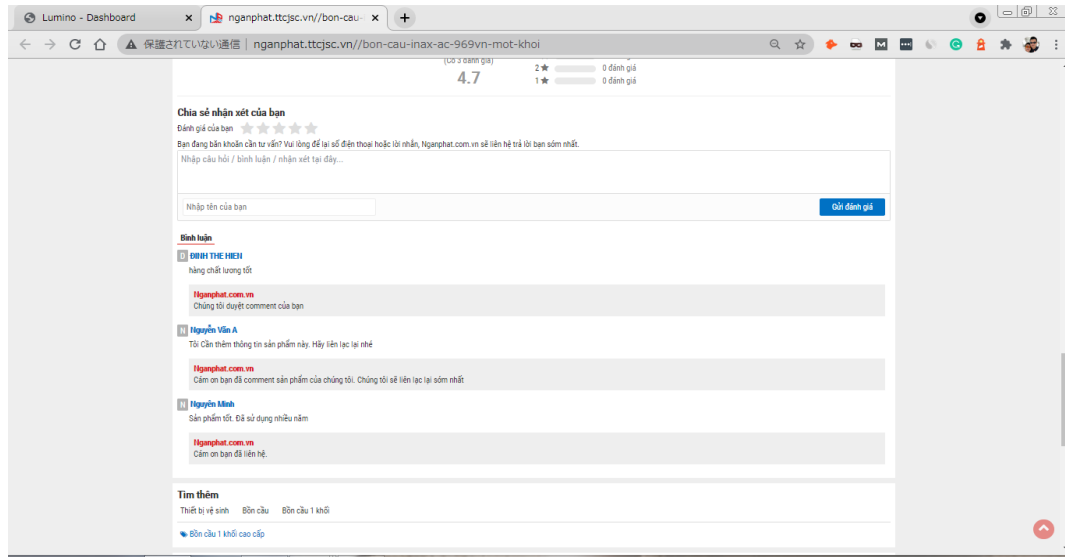 Lumino - Dashboard
nganphat.ttcjsc.vn//bon-cau-
保護されていない通信 | nganphat.ttcjsc.vn//bon-cau-inax-ac-969vn-mot-khoi
(Có 3 đánh giá)
4.7
2 ★ 0 đánh giá
1 ★ 0 đánh giá
Chia sẻ nhận xét của bạn
Đánh giá của bạn
Bạn đang băn khoăn cần tư vấn? Vui lòng để lại số điện thoại hoặc lời nhắn, Nganphat.com.vn sẽ liên hệ trả lời bạn sớm nhất.
Nhập câu hỏi / bình luận / nhận xét tại đây...
Nhập tên của bạn
Gửi đánh giá
Bình luận
D ĐINH THE HIEN
hàng chất lương tốt
Nganphat.com.vn
Chúng tôi duyệt comment của bạn
N Nguyễn Văn A
Tôi Cần thêm thông tin sản phẩm này. Hãy liên lạc lại nhé
Nganphat.com.vn
Cám ơn bạn đã comment sản phẩm của chúng tôi. Chúng tôi sẽ liên lạc lại sớm nhất
N Nguyên Minh
Sản phẩm tốt. Đã sử dụng nhiều năm
Nganphat.com.vn
Cám ơn bạn đã liên hệ.
Tìm thêm
Thiết bị vệ sinh Bồn cầu Bồn cầu 1 khối
Bồn cầu 1 khối cao cấp